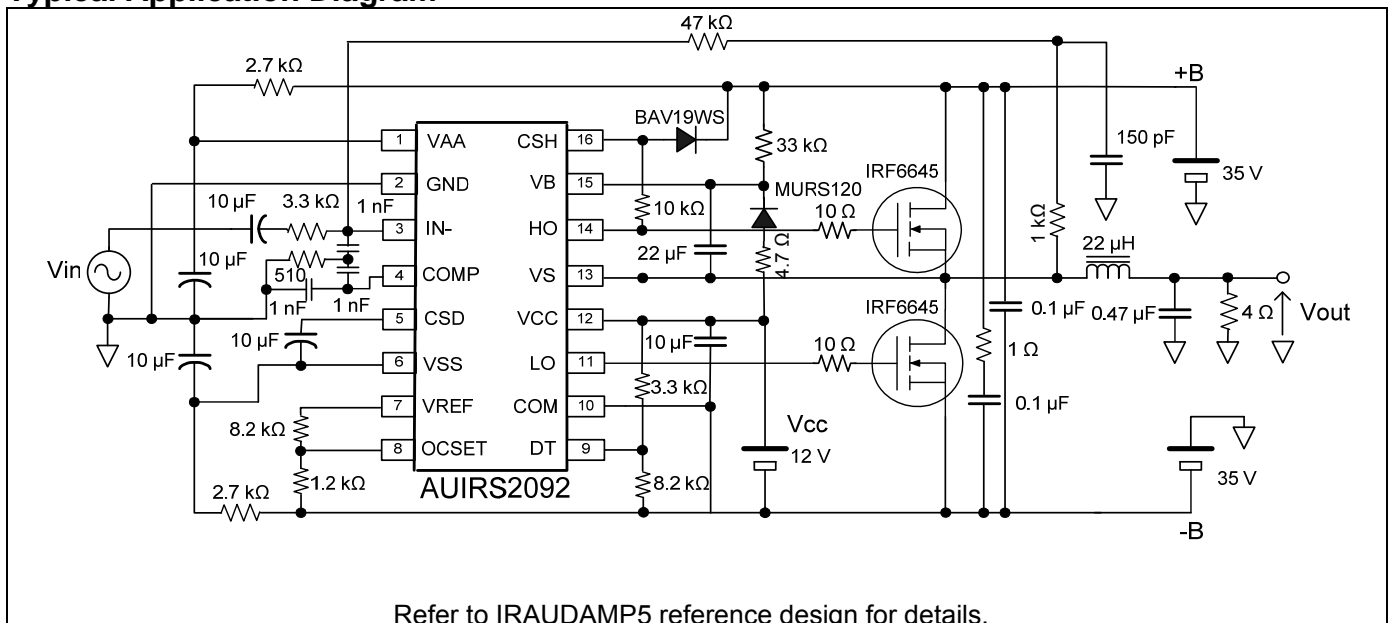 Typical Application Diagram
47 kΩ
2.7 kΩ
+B
BAV19WS
1 VAA CSH 16
33 kΩ
150 pF
IRF6645
35 V
2 GND VB 15
MURS120
10 µF 3.3 kΩ 1 nF
10 kΩ
10 Ω
1 kΩ
3 IN- HO 14
22 µH
Vin
10 µF
510
22 µF
4.7 Ω
4 COMP VS 13
1 nF 1 nF
IRF6645
0.1 µF 0.47 µF 4 Ω Vout
5 CSD VCC 12
10 µF
10 µF
10 µF
10 Ω
1 Ω
6 VSS LO 11
3.3 kΩ
7 VREF COM 10
0.1 µF
8.2 kΩ
Vcc
8 OCSET DT 9
12 V
35 V
1.2 kΩ
8.2 kΩ
2.7 kΩ
AUIRS2092
-B
Refer to IRAUDAMP5 reference design for details.